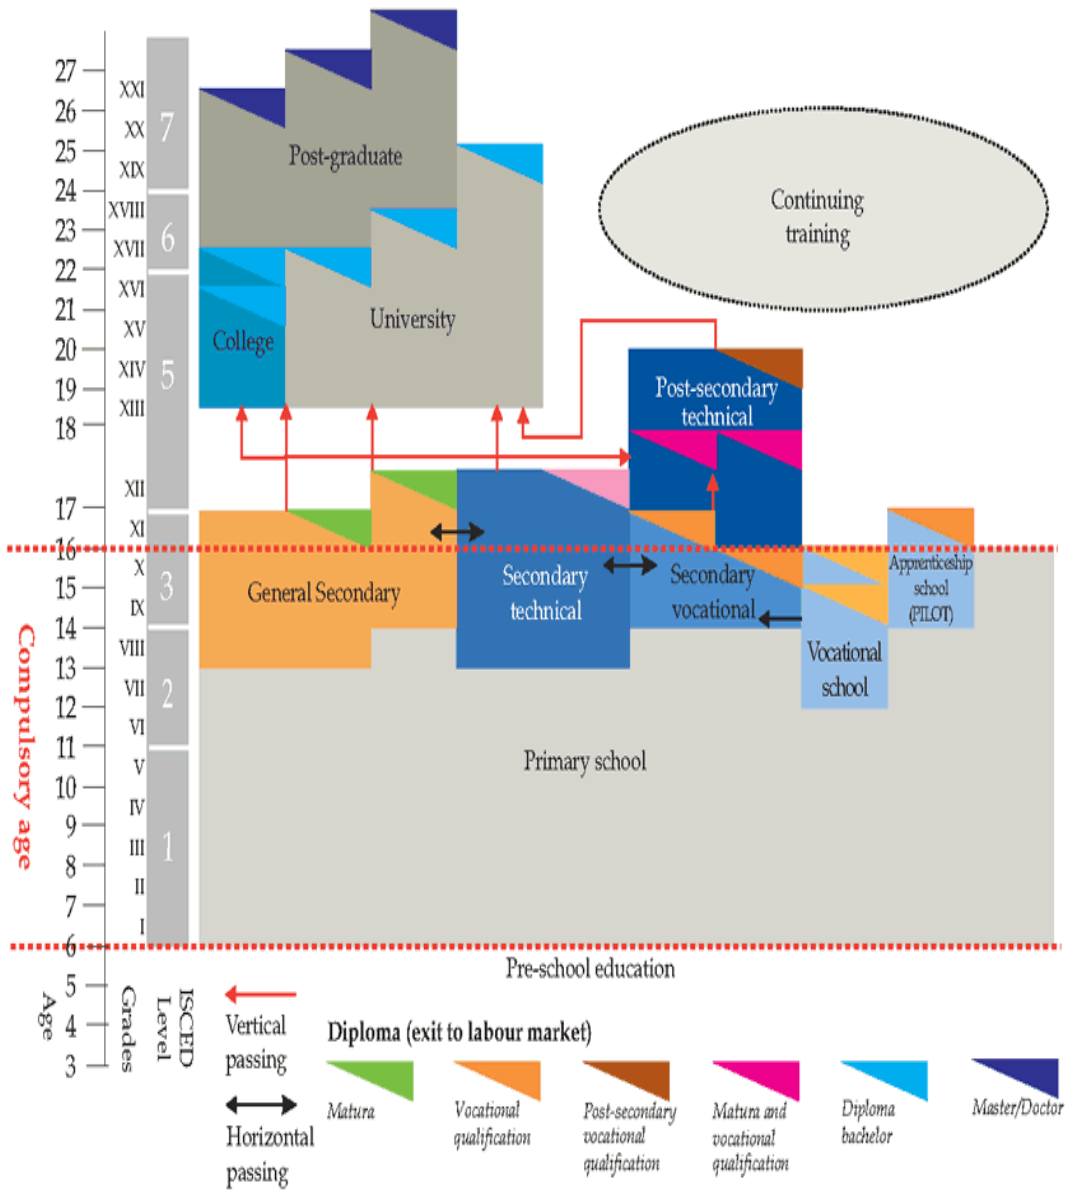 27
26
25
24
23
22
21
20
19
18
17
16
15
14
13
12
11
10
9
8
7
6
5
4
3
Age
Compulsory age
XXI
XX
XIX
XVIII
XVII
XVI
XV
XIV
XIII
XII
XI
X
IX
VIII
VII
VI
V
IV
III
II
I
Grades
7
6
5
3
2
1
ISCED
Level
Post-graduate
University
College
Continuing
training
Post-secondary
technical
General Secondary
Secondary
technical
Secondary
vocational
Vocational
school
Apprenticeship
school
(PILOT)
Primary school
Pre-school education
Vertical
passing
Horizontal
passing
Diploma (exit to labour market)
Matura
Vocational
qualification
Post-secondary
vocational
qualification
Matura and
vocational
qualification
Diploma
bachelor
Master/Doctor